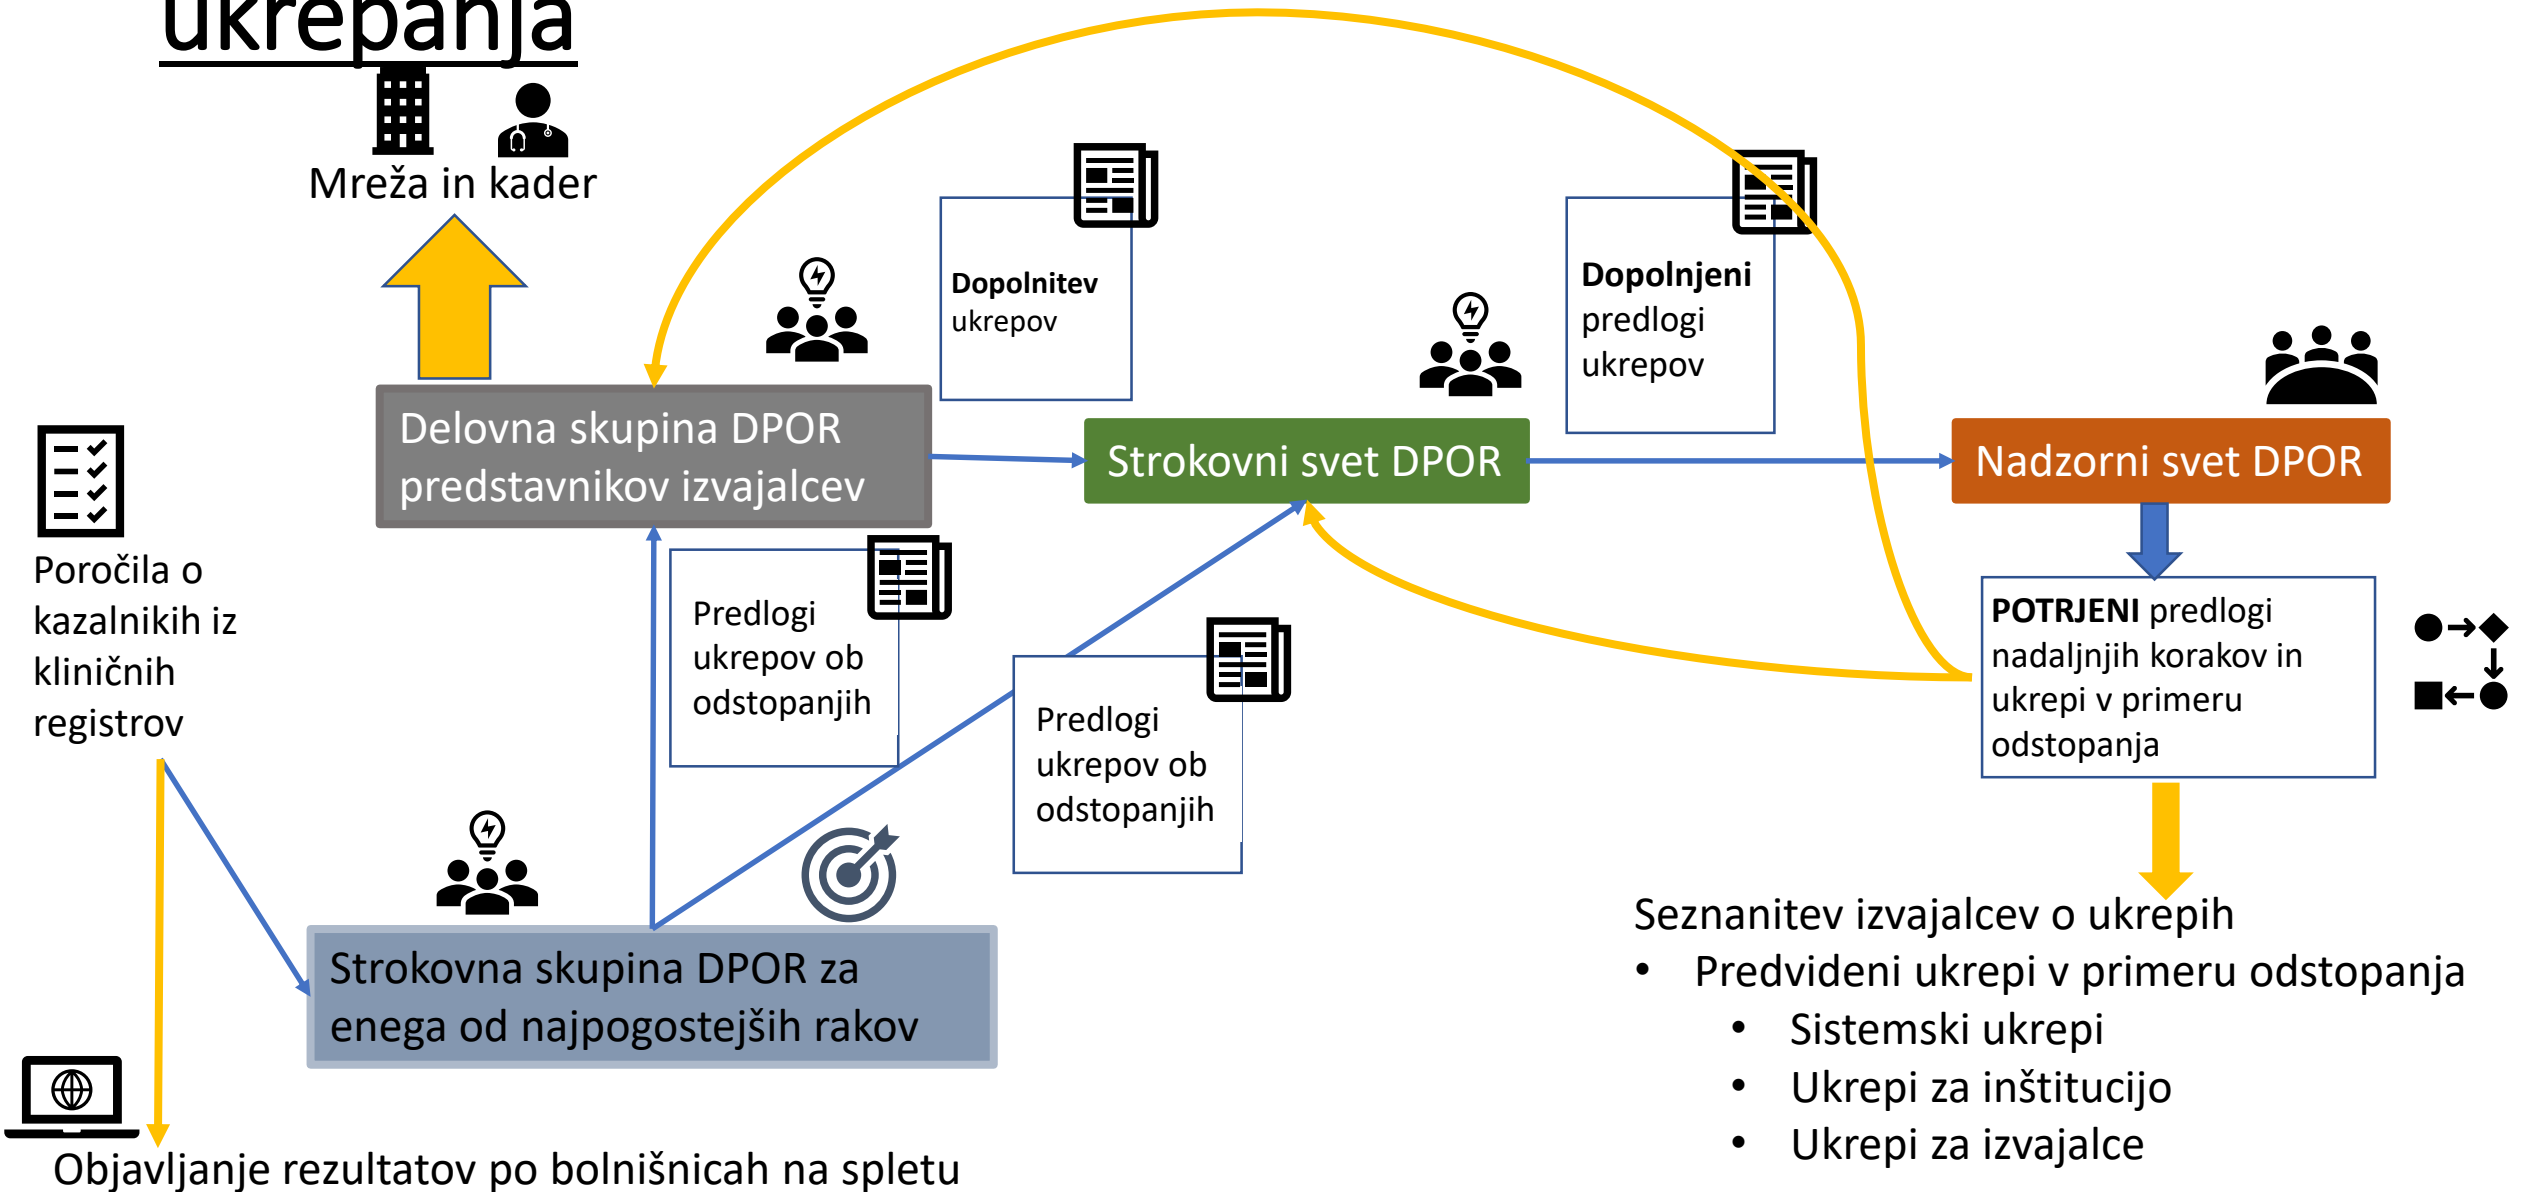 ukrepanja
Mreža in kader
Dopolnitev
ukrepov
Dopolnjeni
predlogi
ukrepov
Delovna skupina DPOR
predstavnikov izvajalcev
Strokovni svet DPOR
Nadzorni svet DPOR
Poročila o
kazalnikih iz
kliničnih
registrov
Predlogi
ukrepov ob
odstopanjih
Predlogi
ukrepov ob
odstopanjih
POTRJENI predlogi
nadaljnjih korakov in
ukrepi v primeru
odstopanja
Strokovna skupina DPOR za
enega od najpogostejših rakov
Seznanitev izvajalcev o ukrepih
• Predvideni ukrepi v primeru odstopanja
• Sistemski ukrepi
• Ukrepi za inštitucijo
• Ukrepi za izvajalce
Objavljanje rezultatov po bolnišnicah na spletu